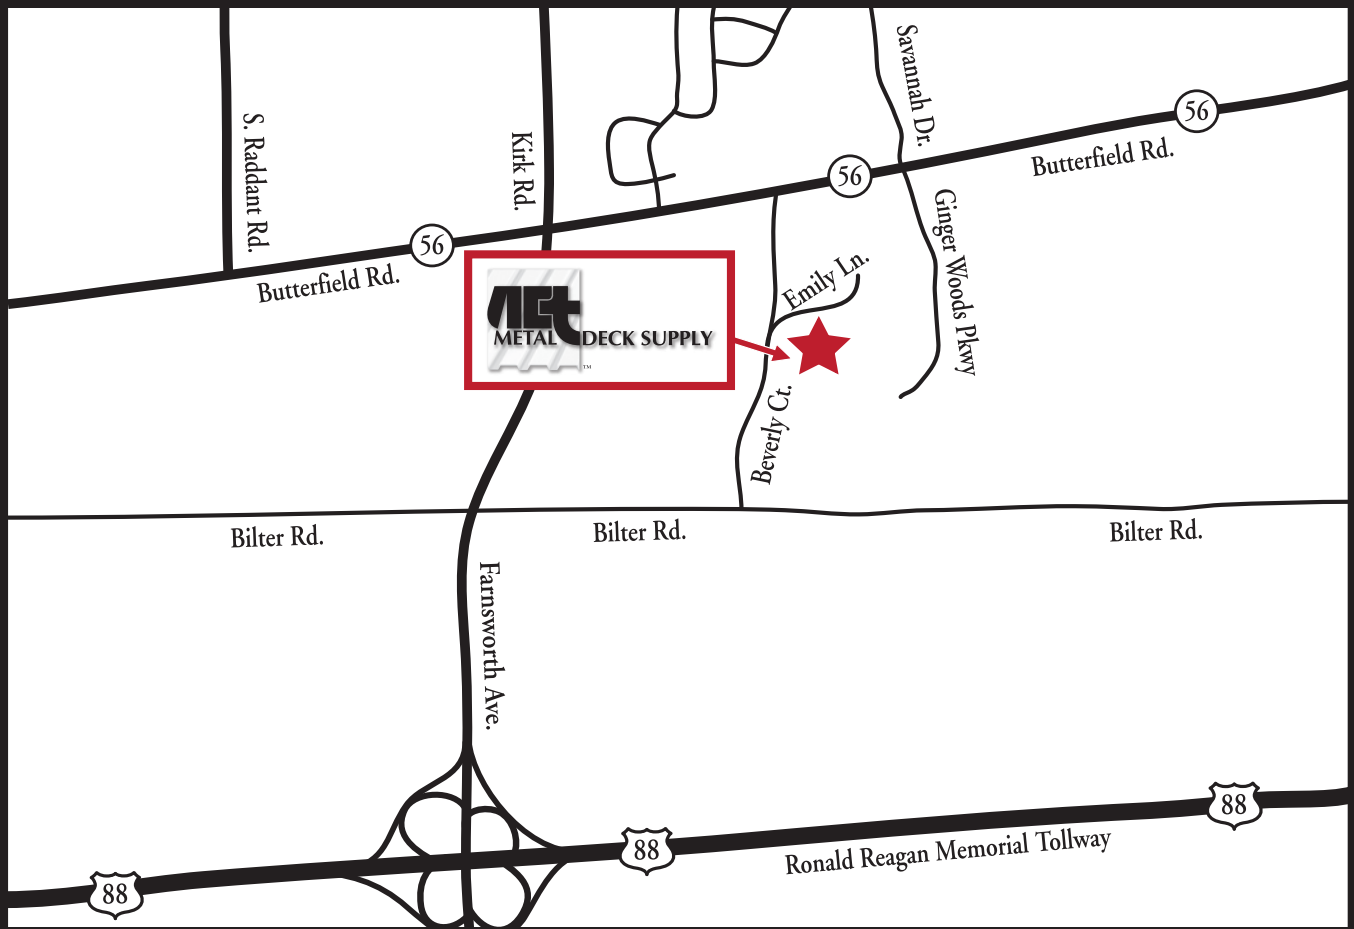 Savannah Dr.
S. Raddant Rd.
Kirk Rd.
56
Butterfield Rd.
56
56
Butterfield Rd.
Ginger Woods Pkwy
Emily Ln.
ACt
METAL DECK SUPPLY
™
Beverly Ct.
Bilter Rd.
Bilter Rd.
Bilter Rd.
Farnsworth Ave.
88
88
Ronald Reagan Memorial Tollway
88